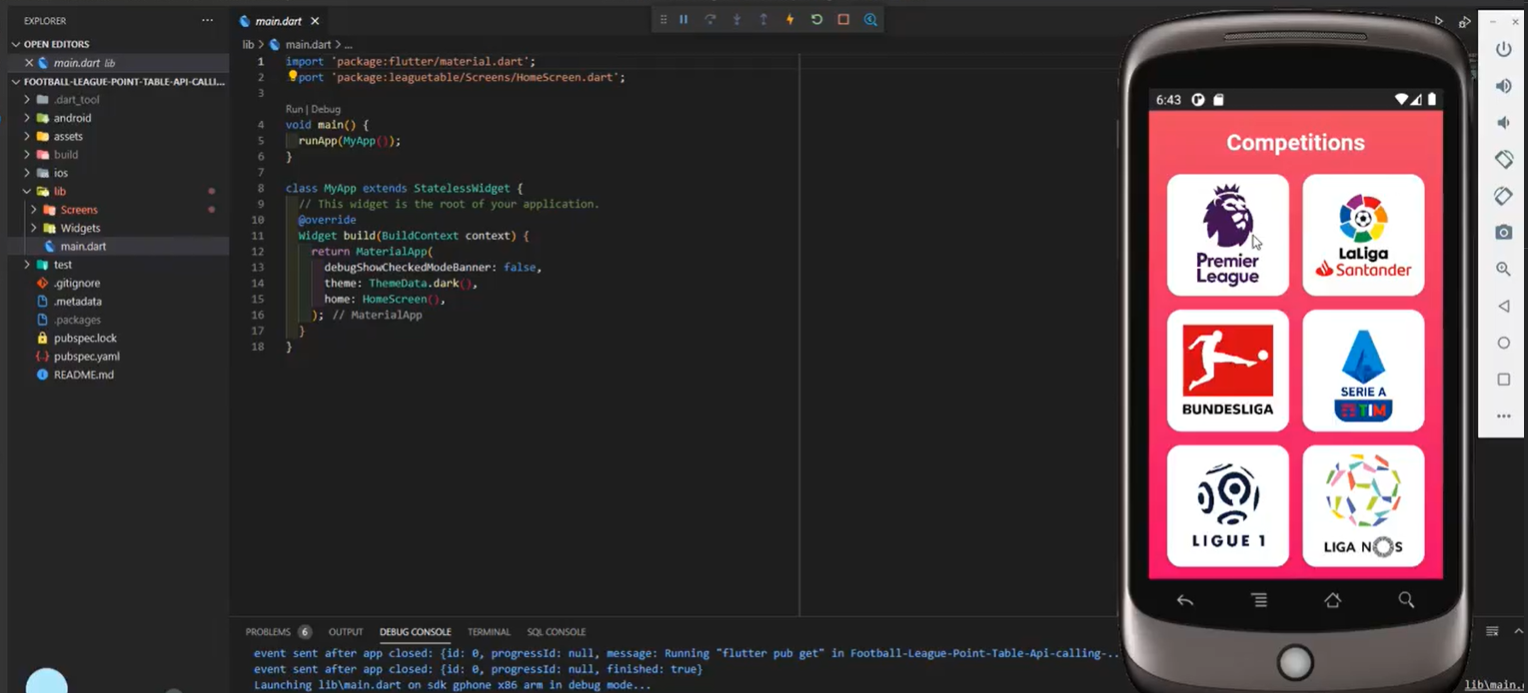 EXPLORER
OPEN EDITORS
main.dart lib
FOOTBALL-LEAGUE-POINT-TABLE-API-CALLI...
.dart_tool
android
assets
build
ios
lib
Screens
Widgets
main.dart
test
.gitignore
.metadata
.packages
pubspec.lock
pubspec.yaml
README.md
main.dart
lib > main.dart > ...
1 import 'package:flutter/material.dart';
2 port 'package:leaguetable/Screens/HomeScreen.dart';
3
Run | Debug
4 void main() {
5 runApp(MyApp());
6 }
7
8 class MyApp extends StatelessWidget {
9 // This widget is the root of your application.
10 @override
11 Widget build(BuildContext context) {
12 return MaterialApp(
13 debugShowCheckedModeBanner: false,
14 theme: ThemeData.dark(),
15 home: HomeScreen(),
16 ); // MaterialApp
17 }
18 }
PROBLEMS 6 OUTPUT DEBUG CONSOLE TERMINAL SQL CONSOLE
event sent after app closed: {id: 0, progressId: null, message: Running "flutter pub get" in Football-League-Point-Table-Api-calling-..
event sent after app closed: {id: 0, progressId: null, finished: true}
Launching lib\main.dart on sdk gphone x86 arm in debug mode...
lib\main.
6:43
Competitions
Premier
League
LaLiga
Santander
BUNDESLIGA
SERIE A
TIM
LIGUE 1
LIGA NOS